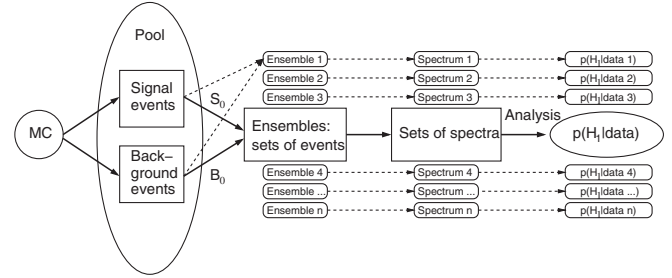 Pool
MC
Signal
events
Back–
ground
events
S0
B0
Ensemble 1
Ensemble 2
Ensemble 3
Ensembles:
sets of events
Ensemble 4
Ensemble ...
Ensemble n
Spectrum 1
Spectrum 2
Spectrum 3
Sets of spectra
Spectrum 4
Spectrum ...
Spectrum n
Analysis
p(H1|data 1)
p(H1|data 2)
p(H1|data 3)
p(H1|data)
p(H1|data 4)
p(H1|data ...)
p(H1|data n)